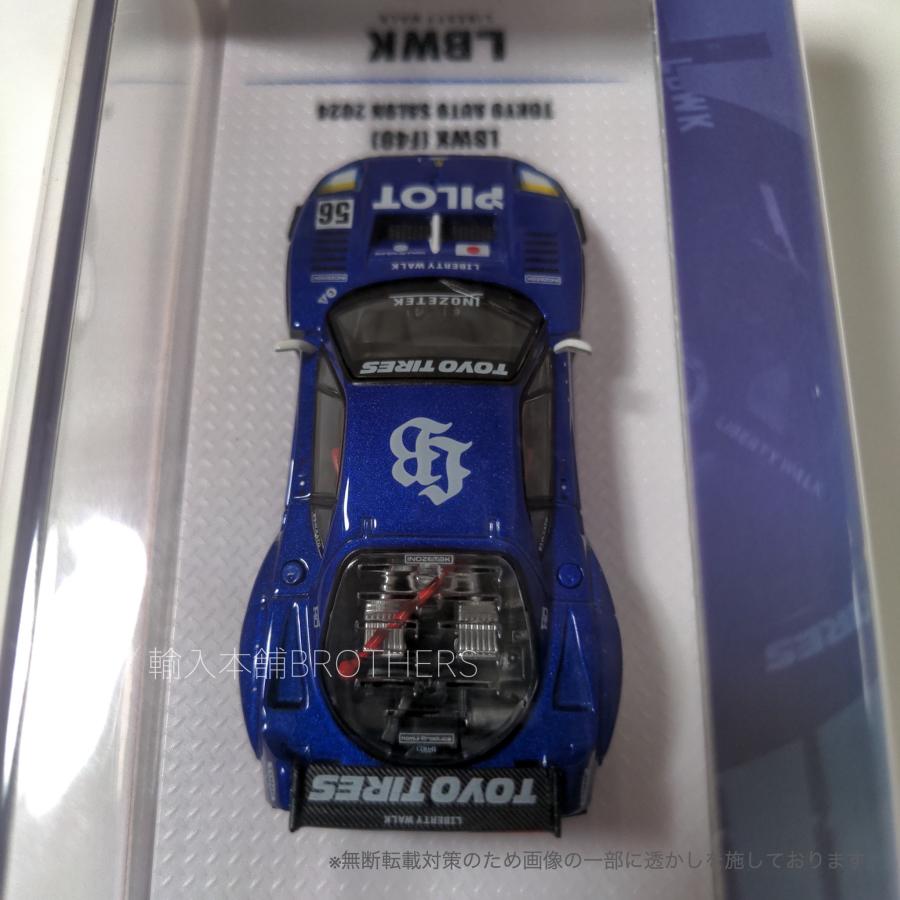 LBWK
LIBERTY WALK
TOKYO AUTO SALON 2024
LBWK (F40)
PILOT
56
LIBERTY WALK
INOZETEK
TOYO TIRES
LB
輸入本舗BROTHERS
TOYO TIRES
LIBERTY WALK
※無断転載対策のため画像の一部に透かしを施しております